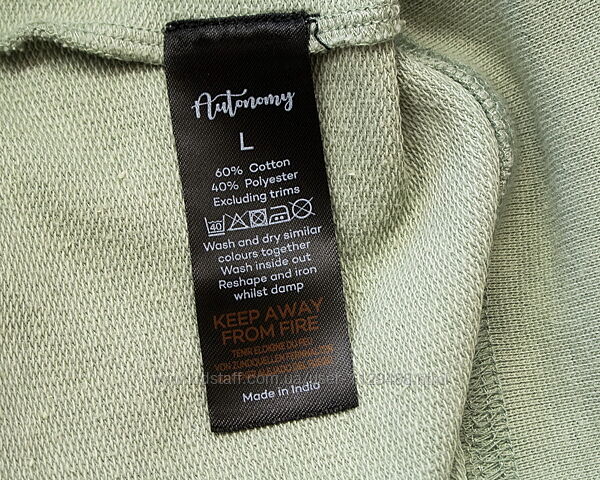 Autonomy
L
60% Cotton
40% Polyester
Excluding trims
40
Wash and dry similar
colours together
Wash inside out
Reshape and iron
whilst damp
KEEP AWAY
FROM FIRE
Made in India